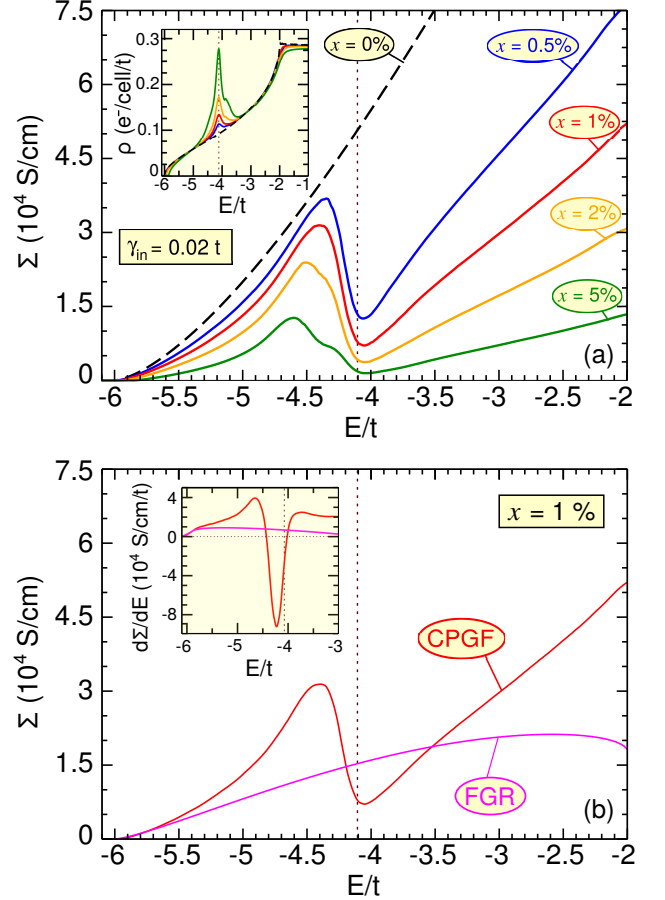 7.5
6
4.5
3
1.5
0
Σ (10⁴ S/cm)
0.3
0.2
0.1
0.0
ρ (e⁻/cell/t)
-6 -5 -4 -3 -2 -1
E/t
x = 0%
x = 0.5%
x = 1%
x = 2%
x = 5%
γin = 0.02 t
(a)
-6 -5.5 -5 -4.5 -4 -3.5 -3 -2.5 -2
E/t
7.5
6
4.5
3
1.5
0
Σ (10⁴ S/cm)
4
0
-4
-8
dΣ/dE (10⁴ S/cm/t)
-6 -5 -4 -3
E/t
x = 1 %
CPGF
FGR
(b)
-6 -5.5 -5 -4.5 -4 -3.5 -3 -2.5 -2
E/t